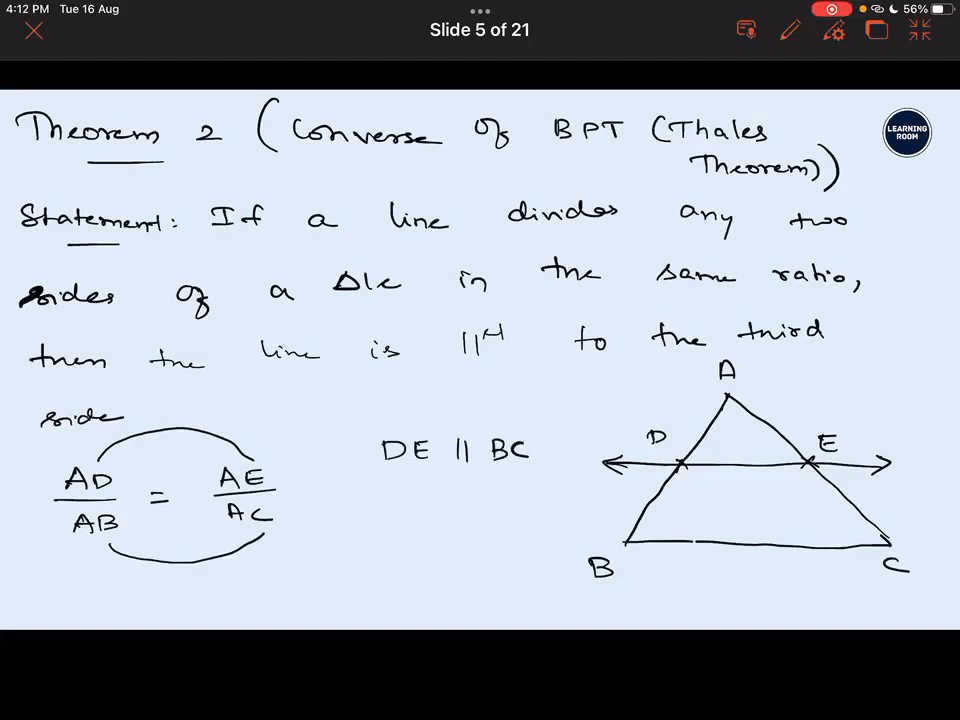 4:12 PM Tue 16 Aug
56%
Slide 5 of 21
Theorem 2 (Converse of BPT (Thales
Theorem))
LEARNING
ROOM
Statement: If a line divides any two
sides of a Δle in the same ratio,
then the line is ||el to the third
side
AD/AB = AE/AC
DE || BC
A
D
E
B
C